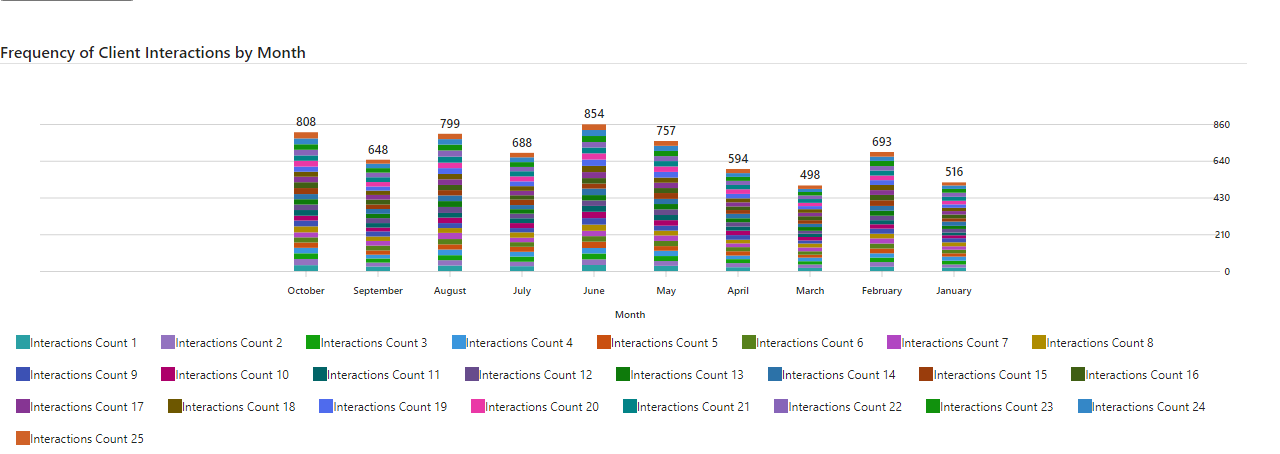 Frequency of Client Interactions by Month
854
808
799
757
688
693
648
594
498
516
860
640
430
210
0
October September August July June May April March February January
Month
Interactions Count 1 Interactions Count 2 Interactions Count 3 Interactions Count 4 Interactions Count 5 Interactions Count 6 Interactions Count 7 Interactions Count 8
Interactions Count 9 Interactions Count 10 Interactions Count 11 Interactions Count 12 Interactions Count 13 Interactions Count 14 Interactions Count 15 Interactions Count 16
Interactions Count 17 Interactions Count 18 Interactions Count 19 Interactions Count 20 Interactions Count 21 Interactions Count 22 Interactions Count 23 Interactions Count 24
Interactions Count 25